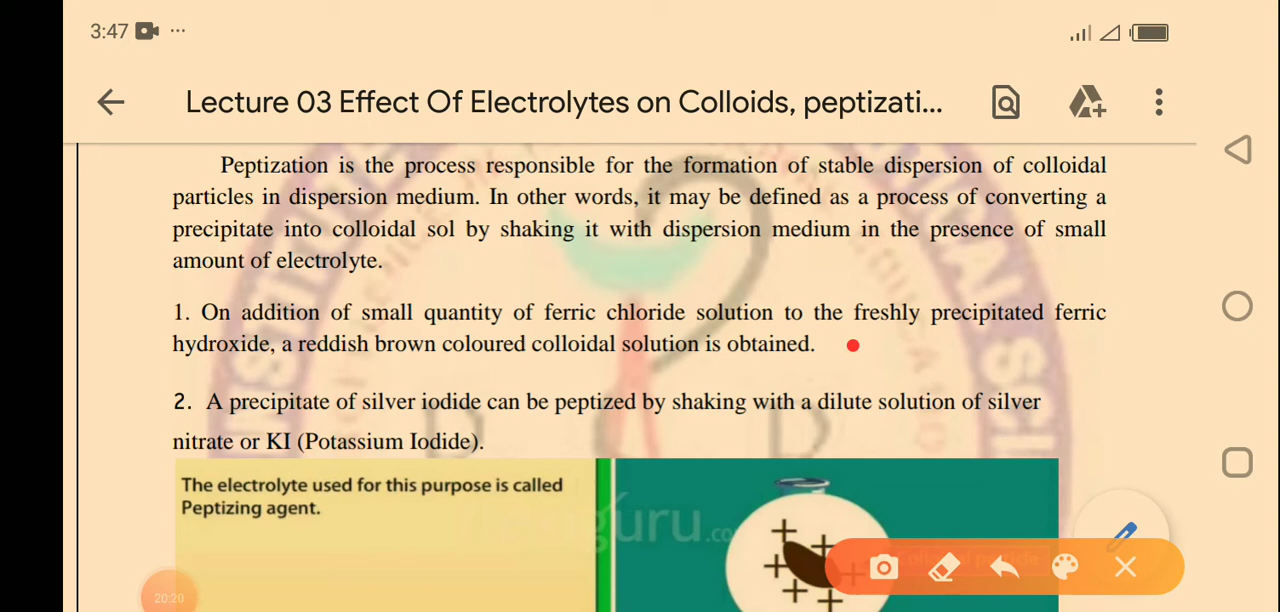 3:47 ...
Lecture 03 Effect Of Electrolytes on Colloids, peptizati...
Peptization is the process responsible for the formation of stable dispersion of colloidal
particles in dispersion medium. In other words, it may be defined as a process of converting a
precipitate into colloidal sol by shaking it with dispersion medium in the presence of small
amount of electrolyte.
1. On addition of small quantity of ferric chloride solution to the freshly precipitated ferric
hydroxide, a reddish brown coloured colloidal solution is obtained.
2. A precipitate of silver iodide can be peptized by shaking with a dilute solution of silver
nitrate or KI (Potassium Iodide).
The electrolyte used for this purpose is called
Peptizing agent.
20:20